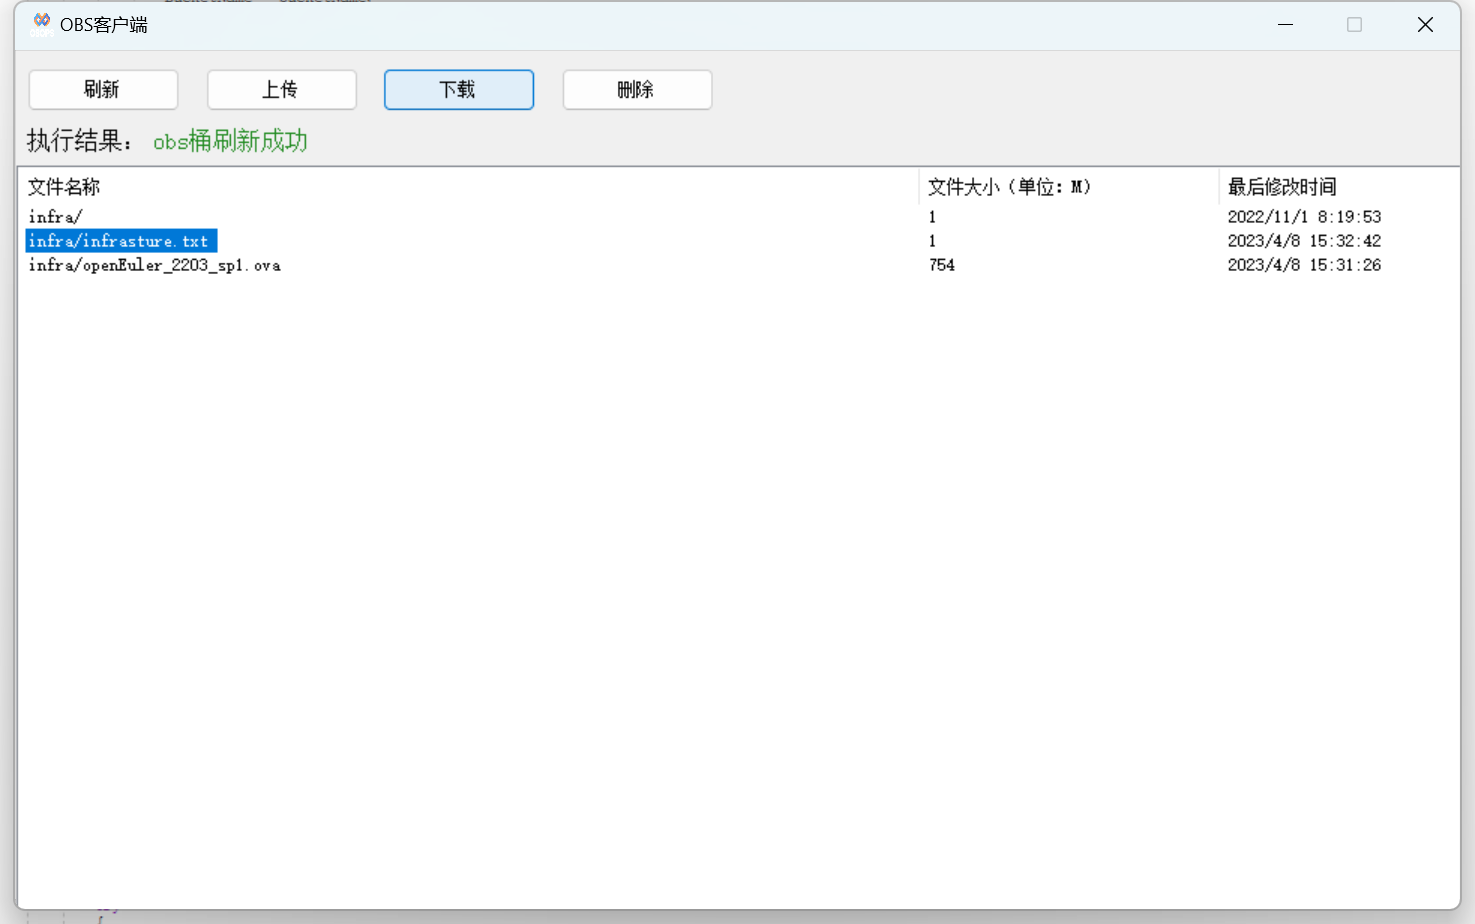 OBS客户端
刷新 上传 下载 删除
执行结果： obs桶刷新成功
文件名称 文件大小（单位：M） 最后修改时间
infra/ 1 2022/11/1 8:19:53
infra/infrasture.txt 1 2023/4/8 15:32:42
infra/openEuler_2203_sp1.ova 754 2023/4/8 15:31:26